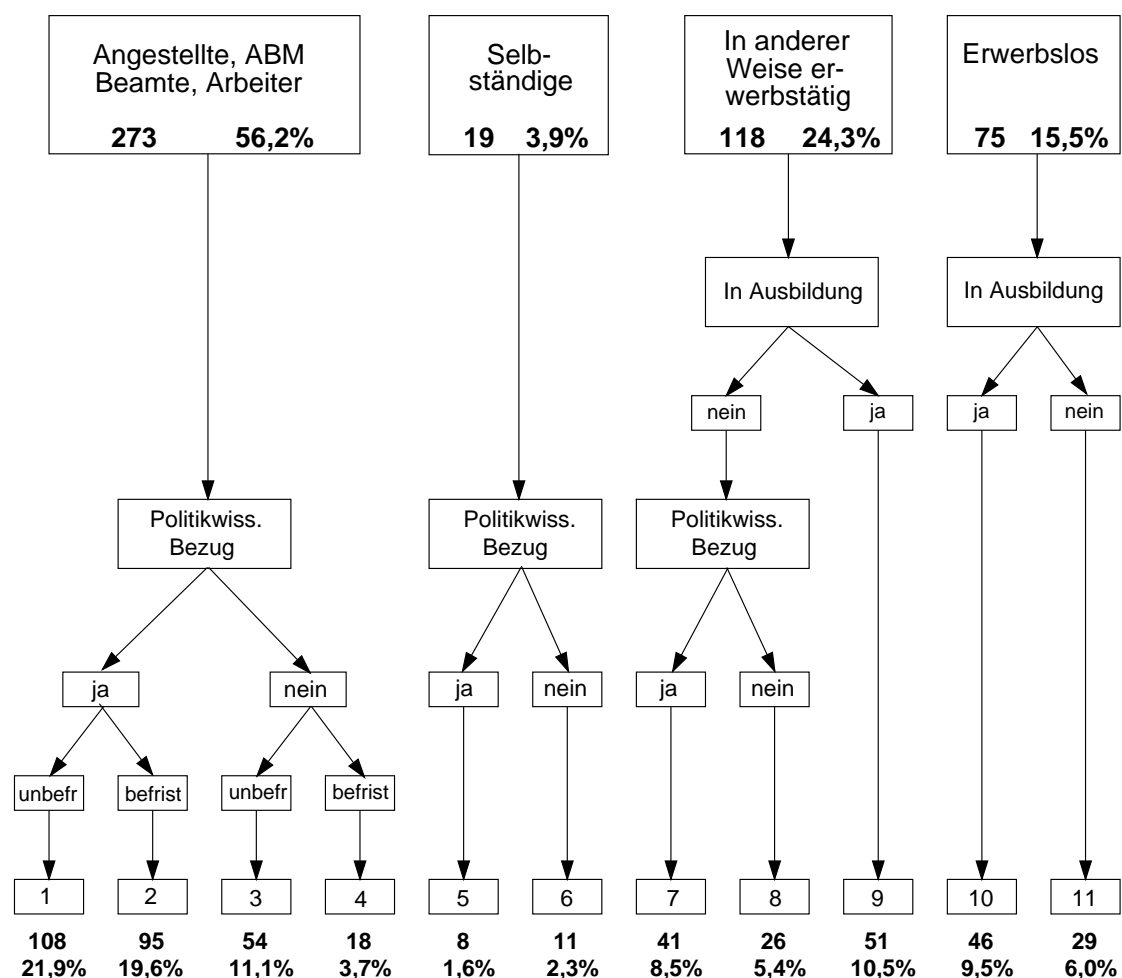 Angestellte, ABM
Beamte, Arbeiter
273 56,2%
Selb-
ständige
19 3,9%
In anderer
Weise er-
werbstätig
118 24,3%
Erwerbslos
75 15,5%
In Ausbildung
In Ausbildung
nein
ja
ja
nein
Politikwiss.
Bezug
Politikwiss.
Bezug
Politikwiss.
Bezug
ja
nein
ja
nein
ja
nein
unbefr
befrist
unbefr
befrist
1 2 3 4 5 6 7 8 9 10 11
108 95 54 18 8 11 41 26 51 46 29
21,9% 19,6% 11,1% 3,7% 1,6% 2,3% 8,5% 5,4% 10,5% 9,5% 6,0%